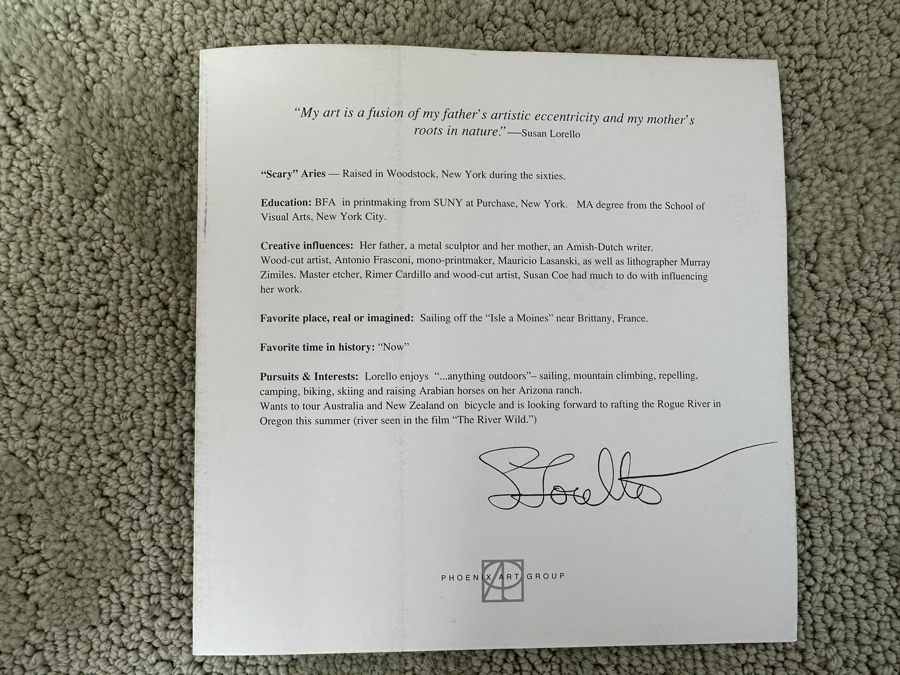 “My art is a fusion of my father’s artistic eccentricity and my mother’s
roots in nature.”—Susan Lorello
“Scary” Aries — Raised in Woodstock, New York during the sixties.
Education: BFA in printmaking from SUNY at Purchase, New York. MA degree from the School of
Visual Arts, New York City.
Creative influences: Her father, a metal sculptor and her mother, an Amish-Dutch writer.
Wood-cut artist, Antonio Frasconi, mono-printmaker, Mauricio Lasanski, as well as lithographer Murray
Zimiles. Master etcher, Rimer Cardillo and wood-cut artist, Susan Coe had much to do with influencing
her work.
Favorite place, real or imagined: Sailing off the “Isle a Moines” near Brittany, France.
Favorite time in history: “Now”
Pursuits & Interests: Lorello enjoys “...anything outdoors”– sailing, mountain climbing, repelling,
camping, biking, skiing and raising Arabian horses on her Arizona ranch.
Wants to tour Australia and New Zealand on bicycle and is looking forward to rafting the Rogue River in
Oregon this summer (river seen in the film “The River Wild.”)
S Lorello
PHOENIX ART GROUP